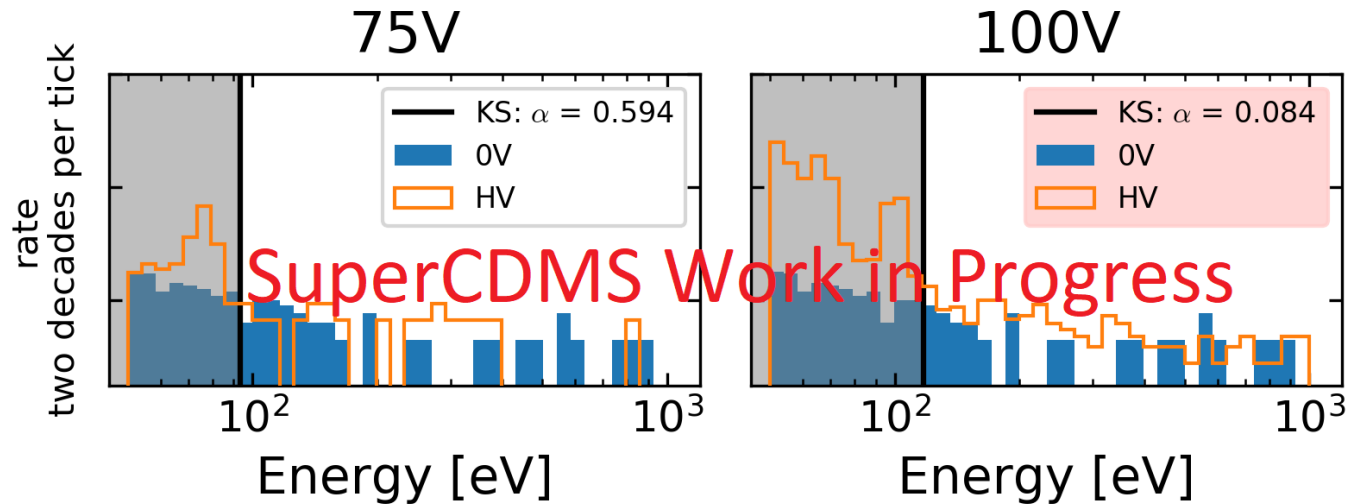 75V
100V
rate
two decades per tick
KS: α = 0.594
0V
HV
KS: α = 0.084
0V
HV
SuperCDMS Work in Progress
10²
10³
10²
10³
Energy [eV]
Energy [eV]